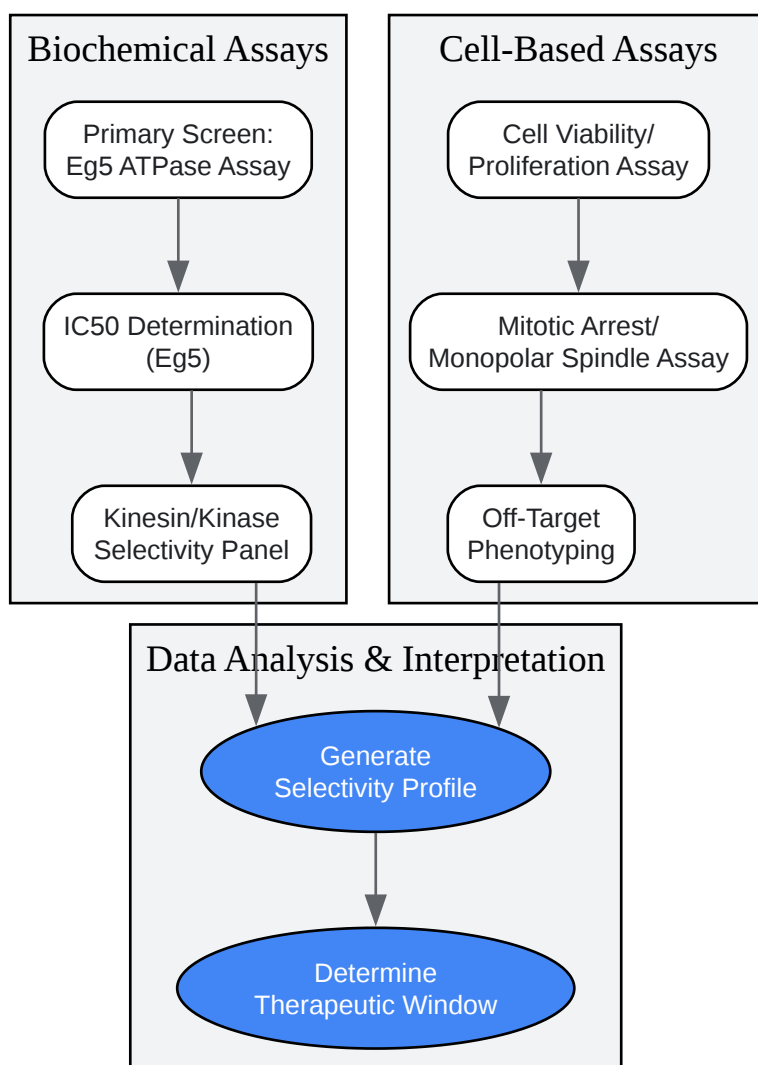 Biochemical Assays
Primary Screen:
Eg5 ATPase Assay
IC50 Determination
(Eg5)
Kinesin/Kinase
Selectivity Panel
Cell-Based Assays
Cell Viability/
Proliferation Assay
Mitotic Arrest/
Monopolar Spindle Assay
Off-Target
Phenotyping
Data Analysis & Interpretation
Generate
Selectivity Profile
Determine
Therapeutic Window